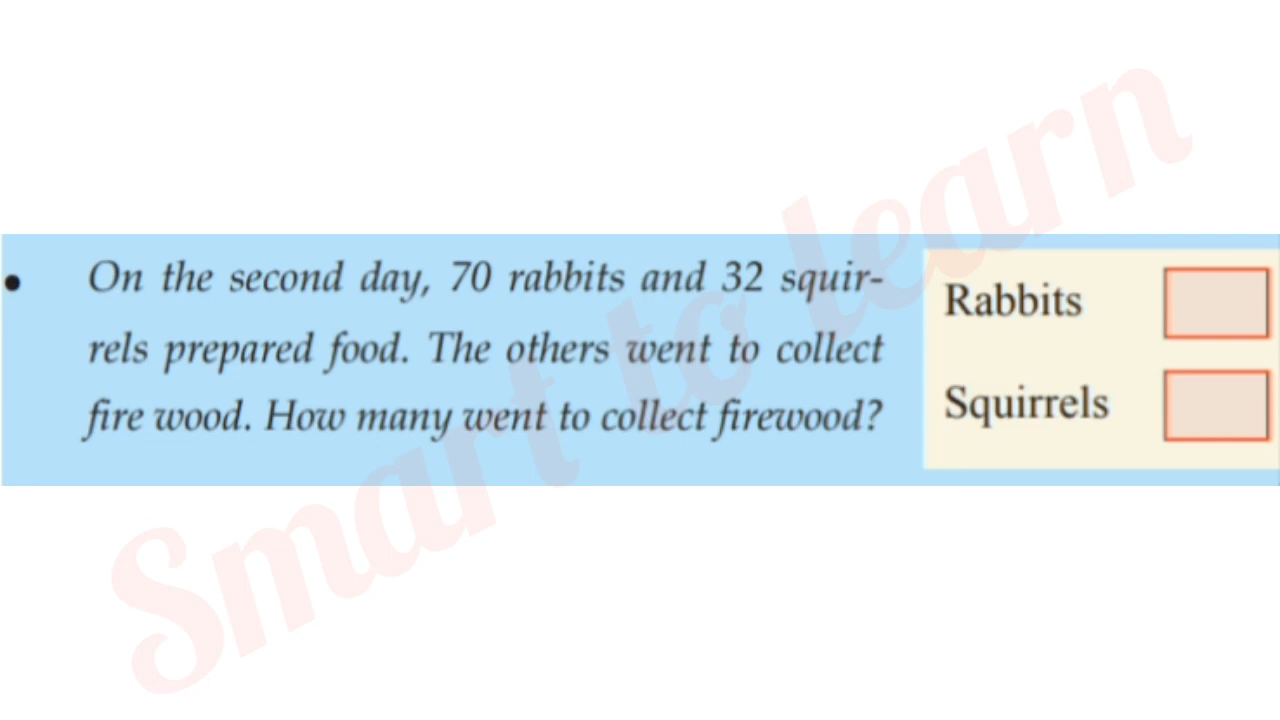 • On the second day, 70 rabbits and 32 squir-
rels prepared food. The others went to collect
fire wood. How many went to collect firewood?
Rabbits
Squirrels
Smart to learn